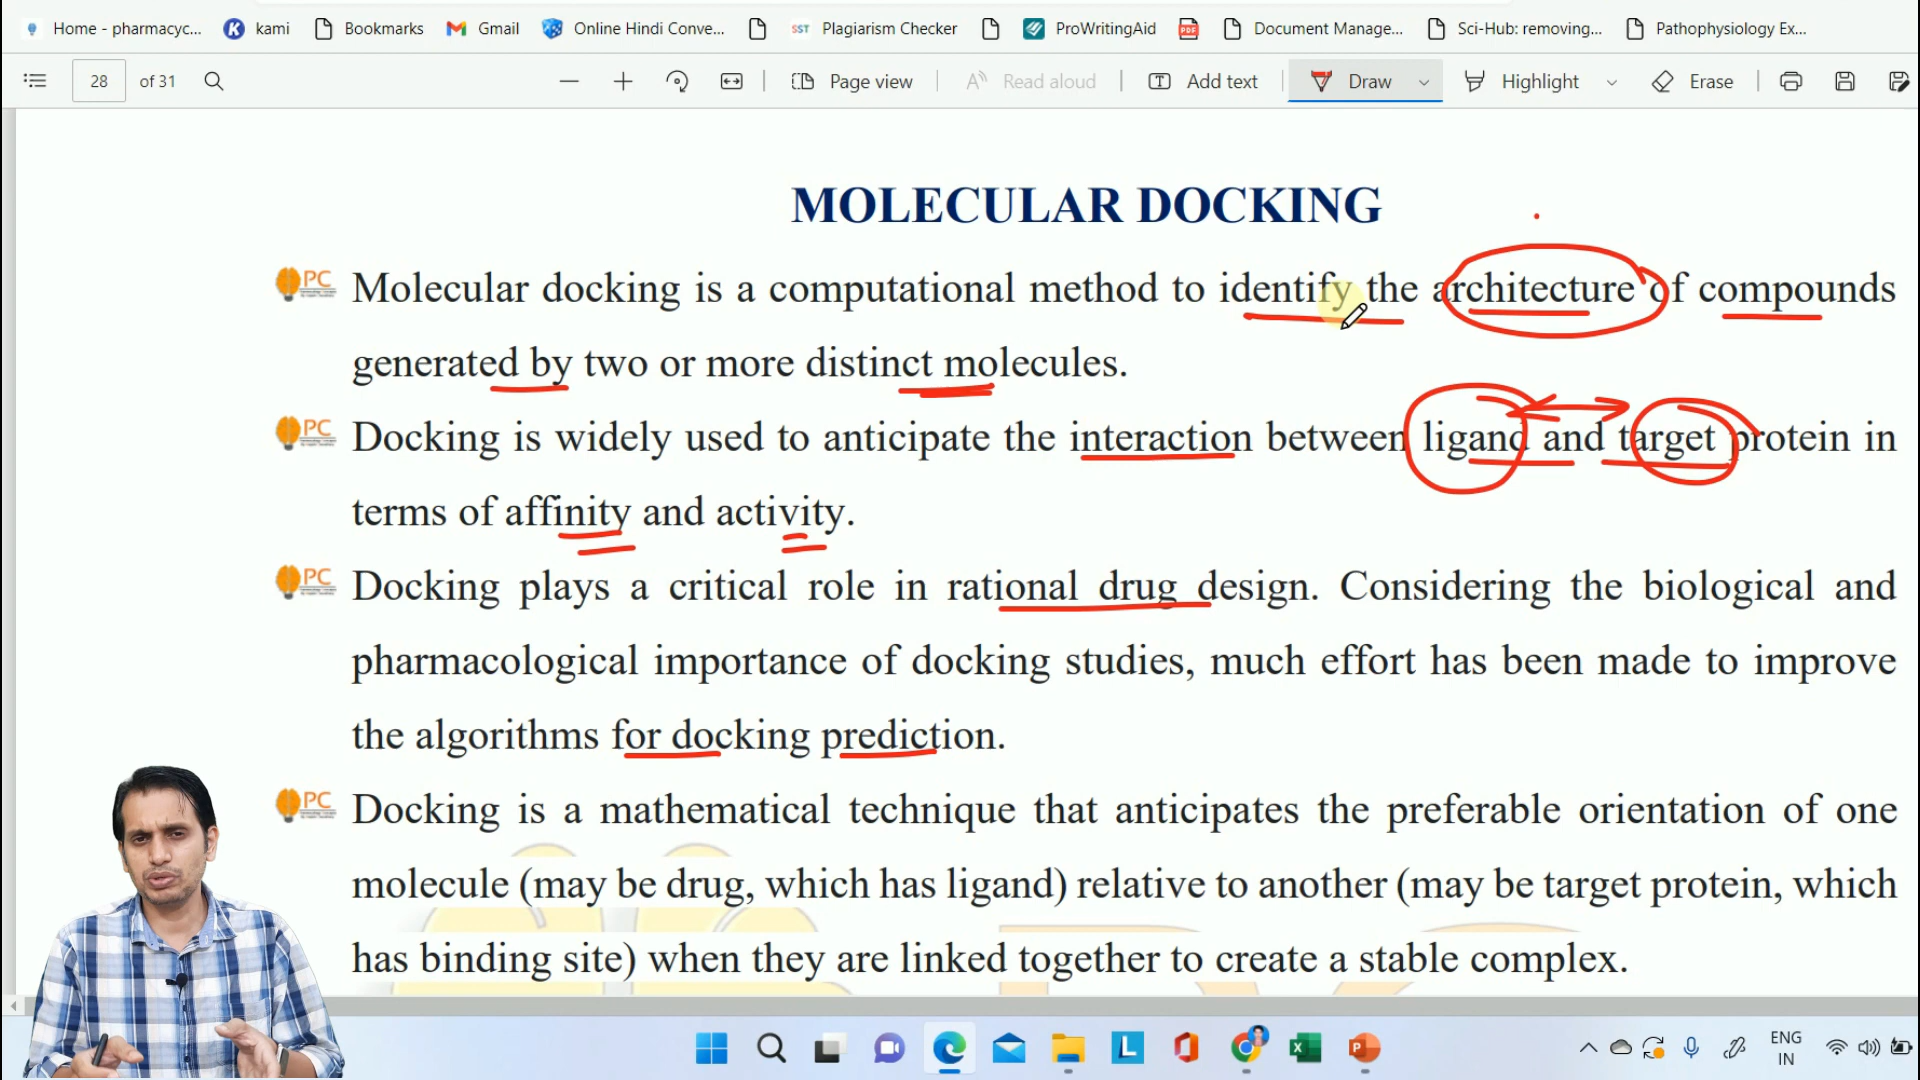 Home - pharmacyc... kami Bookmarks Gmail Online Hindi Conve... SST Plagiarism Checker ProWritingAid PDF Document Manage... Sci-Hub: removing... Pathophysiology Ex...
28 of 31 Page view Read aloud Add text Draw Highlight Erase
MOLECULAR DOCKING
PC Molecular docking is a computational method to identify the architecture of compounds
generated by two or more distinct molecules.
PC Docking is widely used to anticipate the interaction between ligand and target protein in
terms of affinity and activity.
PC Docking plays a critical role in rational drug design. Considering the biological and
pharmacological importance of docking studies, much effort has been made to improve
the algorithms for docking prediction.
PC Docking is a mathematical technique that anticipates the preferable orientation of one
molecule (may be drug, which has ligand) relative to another (may be target protein, which
has binding site) when they are linked together to create a stable complex.
ENG
IN